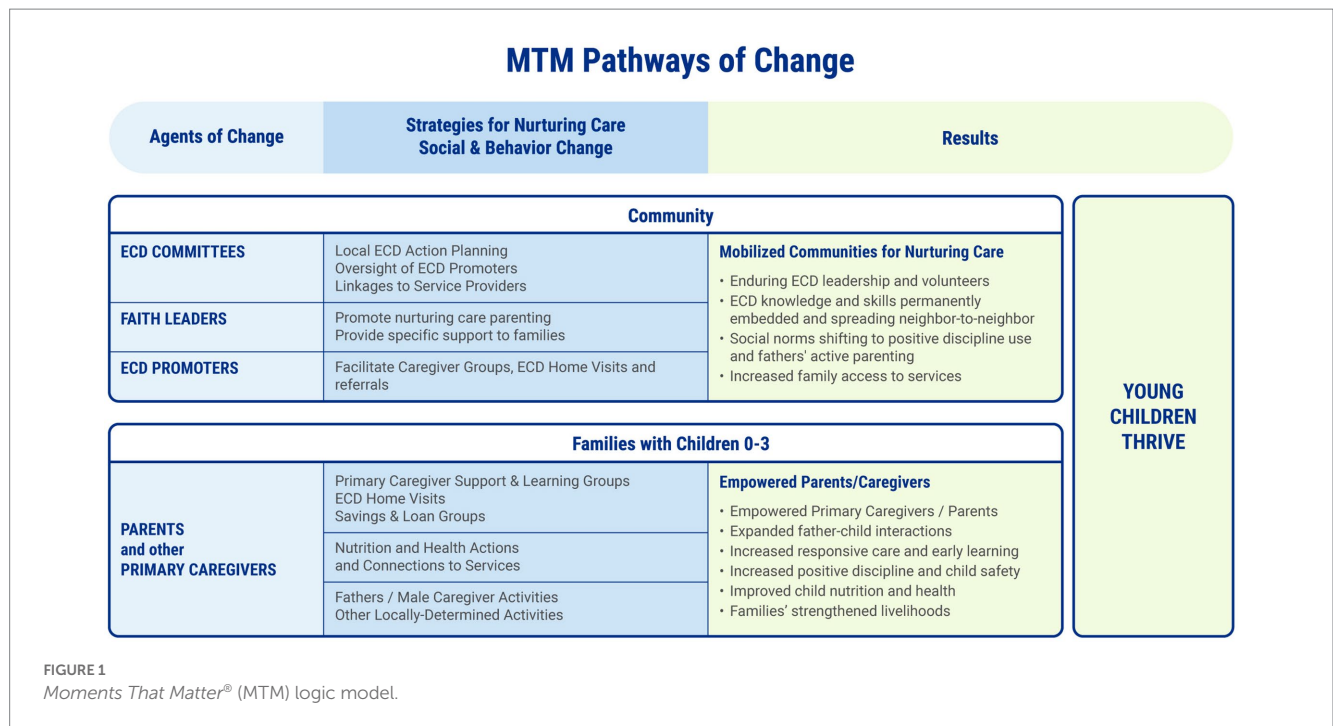 MTM Pathways of Change
Agents of Change
Strategies for Nurturing Care
Social & Behavior Change
Results
Community
ECD COMMITTEES
Local ECD Action Planning
Oversight of ECD Promoters
Linkages to Service Providers
FAITH LEADERS
Promote nurturing care parenting
Provide specific support to families
ECD PROMOTERS
Facilitate Caregiver Groups, ECD Home Visits and
referrals
Mobilized Communities for Nurturing Care
• Enduring ECD leadership and volunteers
• ECD knowledge and skills permanently
embedded and spreading neighbor-to-neighbor
• Social norms shifting to positive discipline use
and fathers' active parenting
• Increased family access to services
Families with Children 0-3
PARENTS
and other
PRIMARY CAREGIVERS
Primary Caregiver Support & Learning Groups
ECD Home Visits
Savings & Loan Groups
Nutrition and Health Actions
and Connections to Services
Fathers / Male Caregiver Activities
Other Locally-Determined Activities
Empowered Parents/Caregivers
• Empowered Primary Caregivers / Parents
• Expanded father-child interactions
• Increased responsive care and early learning
• Increased positive discipline and child safety
• Improved child nutrition and health
• Families’ strengthened livelihoods
YOUNG
CHILDREN
THRIVE
FIGURE 1
Moments That Matter® (MTM) logic model.